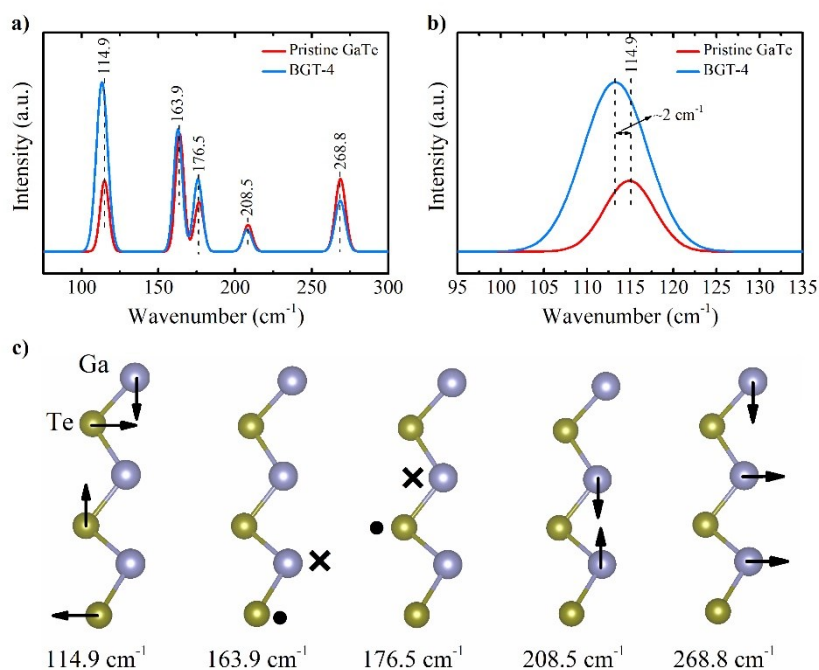 a)
Pristine GaTe
BGT-4
114.9
163.9
176.5
208.5
268.8
Intensity (a.u.)
100 150 200 250 300
Wavenumber (cm-1)
b)
Pristine GaTe
BGT-4
114.9
~2 cm-1
Intensity (a.u.)
95 100 105 110 115 120 125 130 135
Wavenumber (cm-1)
c)
Ga
Te
114.9 cm-1 163.9 cm-1 176.5 cm-1 208.5 cm-1 268.8 cm-1